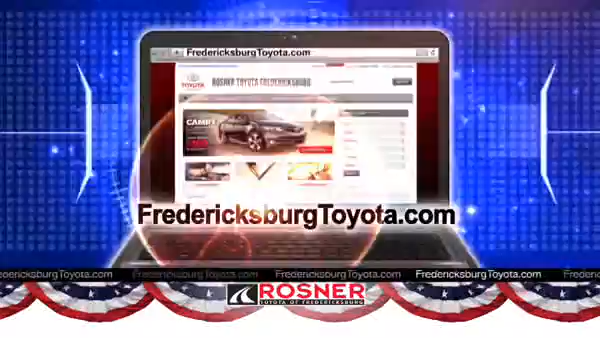 FredericksburgToyota.com
TOYOTA
ROSNER TOYOTA FREDERICKSBURG
CAMRY
FredericksburgToyota.com
FredericksburgToyota.com FredericksburgToyota.com FredericksburgToyota.com FredericksburgToyota.com
ROSNER
TOYOTA OF FREDERICKSBURG